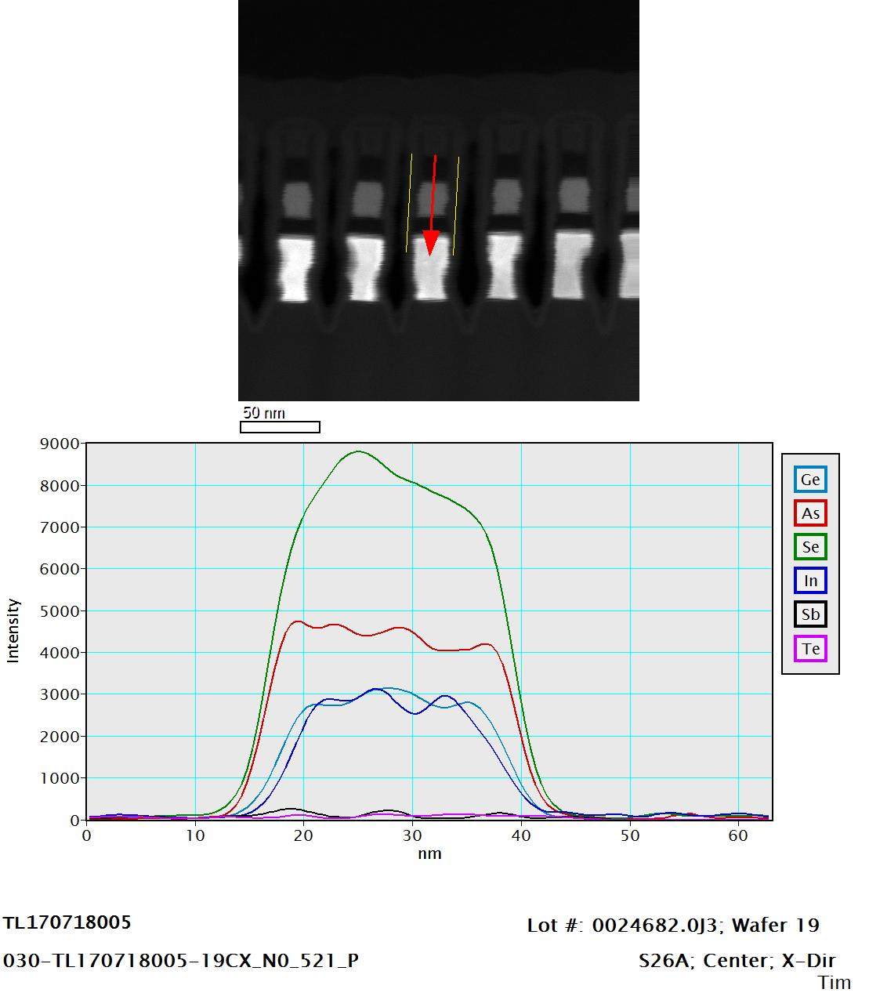 50 nm
9000
8000
7000
6000
5000
4000
3000
2000
1000
0
Intensity
0 10 20 30 40 50 60
nm
Ge
As
Se
In
Sb
Te
TL170718005
Lot #: 0024682.0J3; Wafer 19
030-TL170718005-19CX_N0_521_P
S26A; Center; X-Dir
Tim